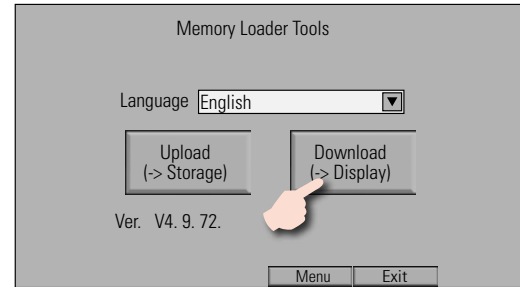 Memory Loader Tools
Language English
Upload
(-> Storage)
Download
(-> Display)
Ver. V4. 9. 72.
Menu Exit